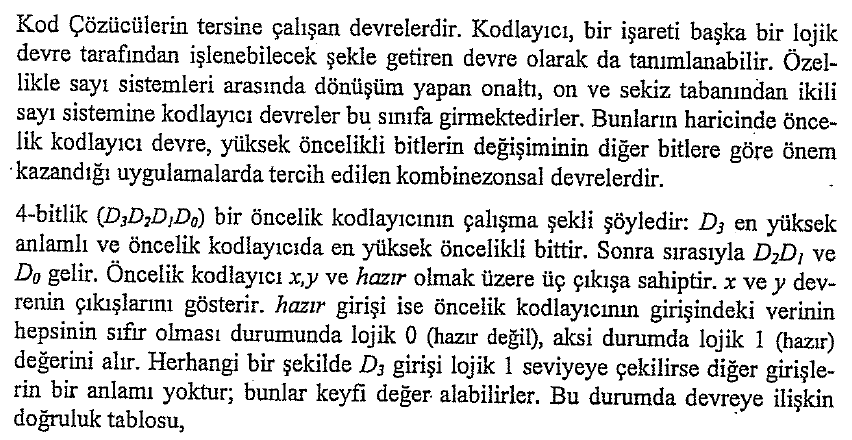 Kod Çözücülerin tersine çalışan devrelerdir. Kodlayıcı, bir işareti başka bir lojik
devre tarafından işlenebilecek şekle getiren devre olarak da tanımlanabilir. Özel-
likle sayı sistemleri arasında dönüşüm yapan onaltı, on ve sekiz tabanından ikili
sayı sistemine kodlayıcı devreler bu sınıfa girmektedirler. Bunların haricinde önce-
lik kodlayıcı devre, yüksek öncelikli bitlerin değişiminin diğer bitlere göre önem
kazandığı uygulamalarda tercih edilen kombinezonsal devrelerdir.
4-bitlik (D₃D₂D₁D₀) bir öncelik kodlayıcının çalışma şekli şöyledir: D₃ en yüksek
anlamlı ve öncelik kodlayıcıda en yüksek öncelikli bittir. Sonra sırasıyla D₂D₁ ve
D₀ gelir. Öncelik kodlayıcı x,y ve hazır olmak üzere üç çıkışa sahiptir. x ve y dev-
renin çıkışlarını gösterir. hazır girişi ise öncelik kodlayıcının girişindeki verinin
hepsinin sıfır olması durumunda lojik 0 (hazır değil), aksi durumda lojik 1 (hazır)
değerini alır. Herhangi bir şekilde D₃ girişi lojik 1 seviyeye çekilirse diğer girişle-
rin bir anlamı yoktur; bunlar keyfi değer alabilirler. Bu durumda devreye ilişkin
doğruluk tablosu,